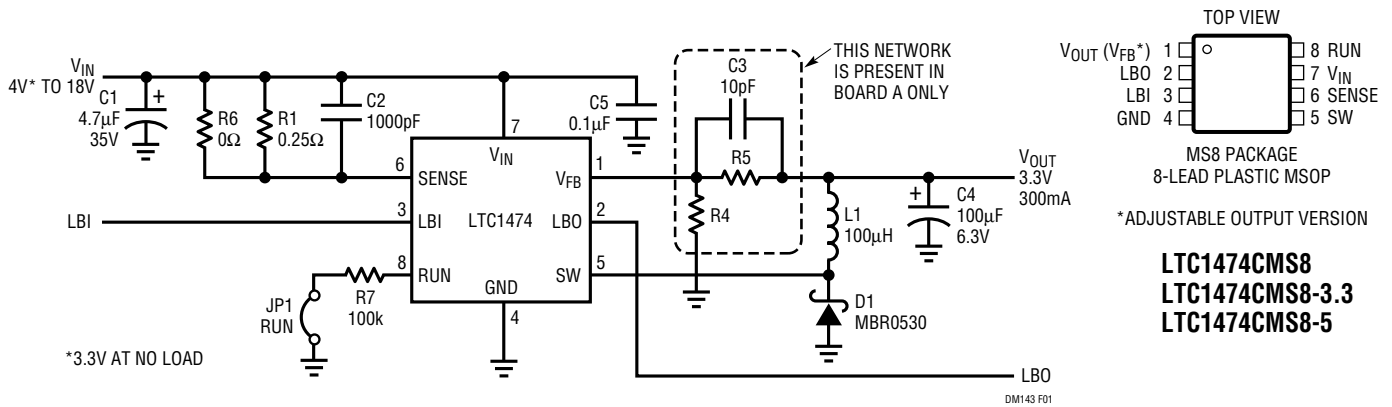 V_IN
4V* TO 18V
C1
+
4.7µF
35V
R6
0Ω
R1
0.25Ω
C2
1000pF
C5
0.1µF
THIS NETWORK
IS PRESENT IN
BOARD A ONLY
C3
10pF
R5
R4
7
V_IN
6
SENSE
3
LBI
LTC1474
8
RUN
GND
4
1
V_FB
2
LBO
5
SW
LBI
R7
100k
JP1
RUN
*3.3V AT NO LOAD
L1
100µH
D1
MBR0530
V_OUT
3.3V
300mA
+
C4
100µF
6.3V
LBO
DM143 F01
TOP VIEW
V_OUT (V_FB*) 1
LBO 2
LBI 3
GND 4
8 RUN
7 V_IN
6 SENSE
5 SW
MS8 PACKAGE
8-LEAD PLASTIC MSOP
*ADJUSTABLE OUTPUT VERSION
LTC1474CMS8
LTC1474CMS8-3.3
LTC1474CMS8-5